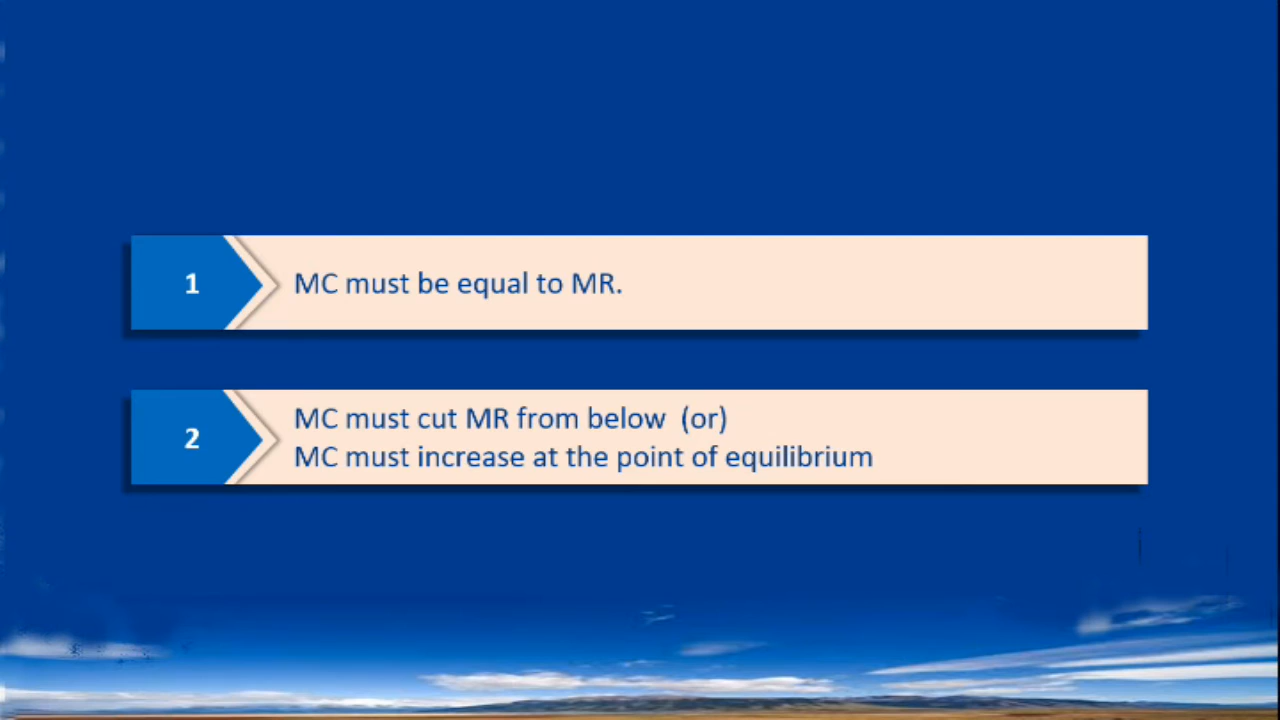 1
MC must be equal to MR.
2
MC must cut MR from below (or)
MC must increase at the point of equilibrium